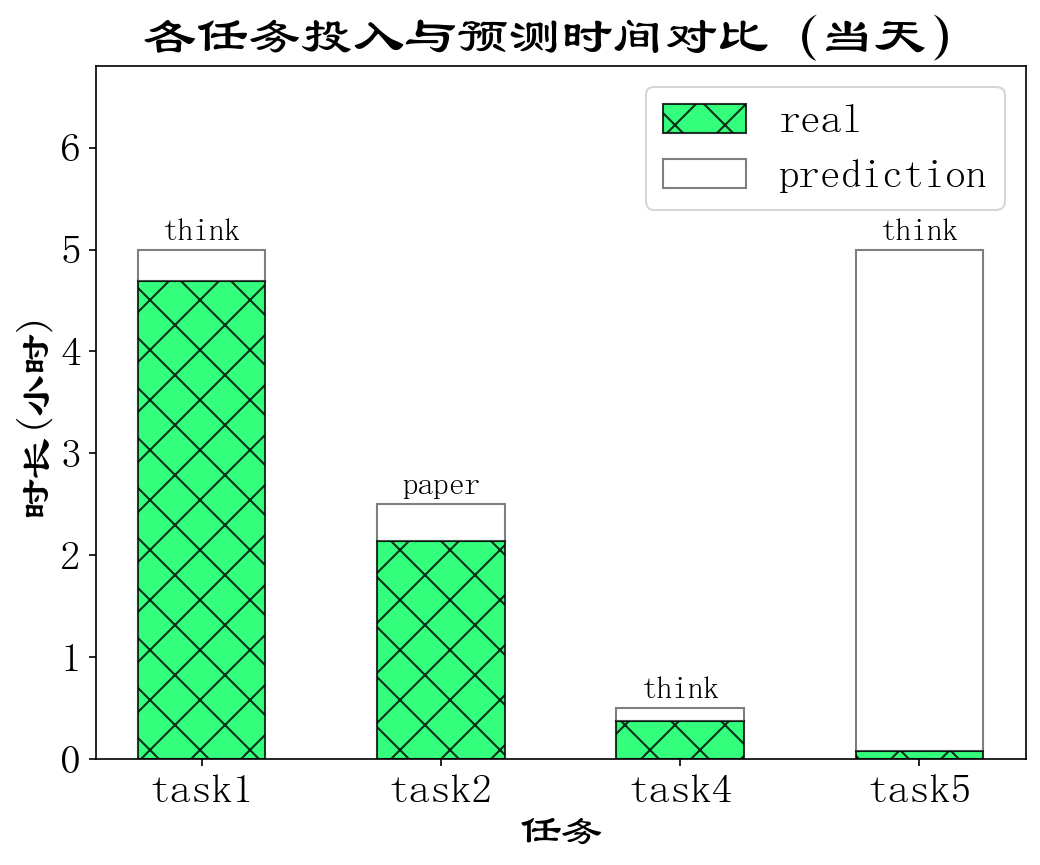 各任务投入与预测时间对比 (当天)
real
prediction
时长(小时)
6
5
4
3
2
1
0
think
paper
think
think
task1
task2
task4
task5
任务